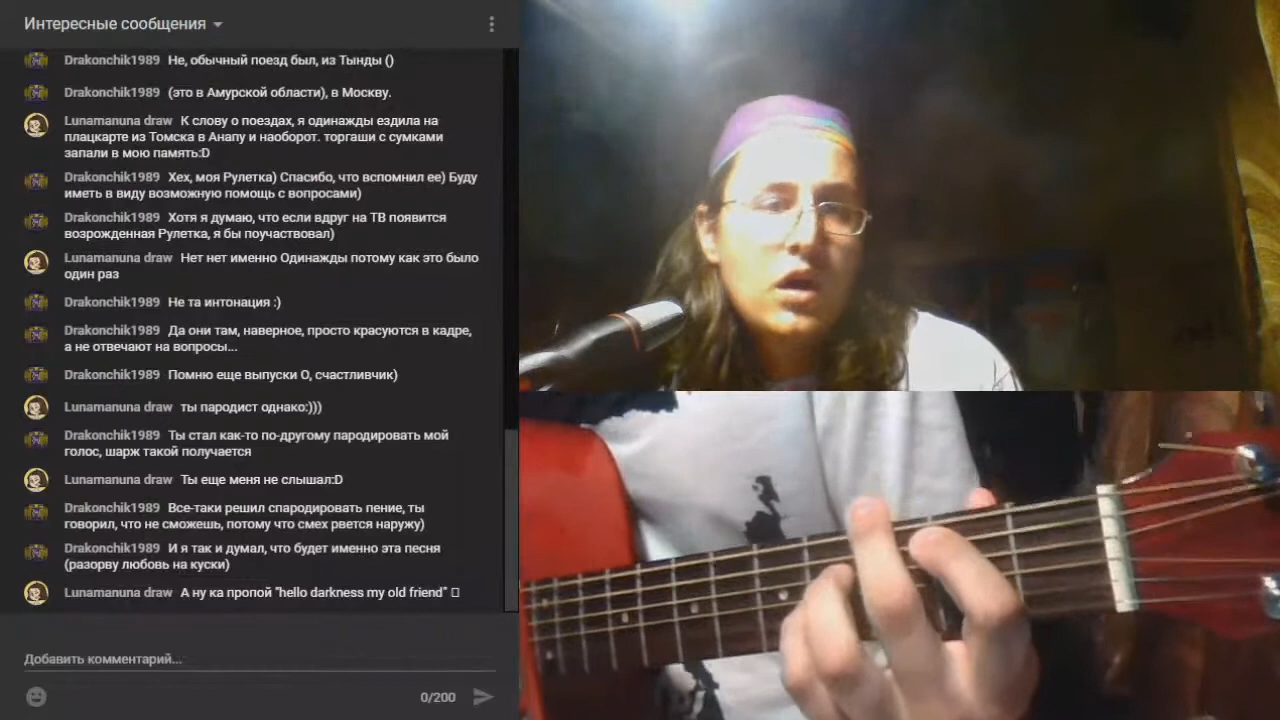 Интересные сообщения
Drakonchik1989 Не, обычный поезд был, из Тынды ()
Drakonchik1989 (это в Амурской области), в Москву.
Lunamanuna draw К слову о поездах, я одинажды ездила на
плацкарте из Томска в Анапу и наоборот. торгаши с сумками
запали в мою память:D
Drakonchik1989 Хех, моя Рулетка) Спасибо, что вспомнил ее) Буду
иметь в виду возможную помощь с вопросами)
Drakonchik1989 Хотя я думаю, что если вдруг на ТВ появится
возрожденная Рулетка, я бы поучаствовал)
Lunamanuna draw Нет нет именно Одинажды потому как это было
один раз
Drakonchik1989 Не та интонация :)
Drakonchik1989 Да они там, наверное, просто красуются в кадре,
а не отвечают на вопросы...
Drakonchik1989 Помню еще выпуски О, счастливчик)
Lunamanuna draw ты пародист однако:)))
Drakonchik1989 Ты стал как-то по-другому пародировать мой
голос, шарж такой получается
Lunamanuna draw Ты еще меня не слышал:D
Drakonchik1989 Все-таки решил спародировать пение, ты
говорил, что не сможешь, потому что смех рвется наружу)
Drakonchik1989 И я так и думал, что будет именно эта песня
(разорву любовь на куски)
Lunamanuna draw А ну ка пропой "hello darkness my old friend"
Добавить комментарий...
0/200